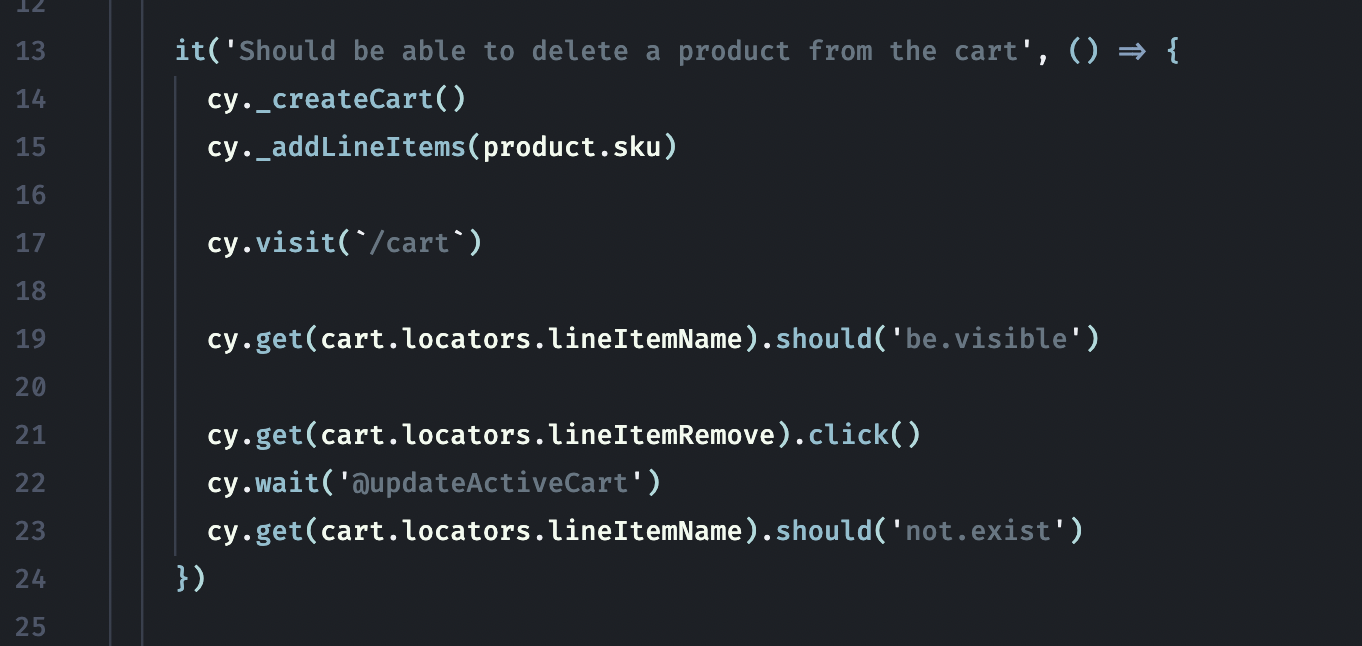 12
13 it('Should be able to delete a product from the cart', () => {
14 cy._createCart()
15 cy._addLineItems(product.sku)
16
17 cy.visit(`/cart`)
18
19 cy.get(cart.locators.lineItemName).should('be.visible')
20
21 cy.get(cart.locators.lineItemRemove).click()
22 cy.wait('@updateActiveCart')
23 cy.get(cart.locators.lineItemName).should('not.exist')
24 })
25